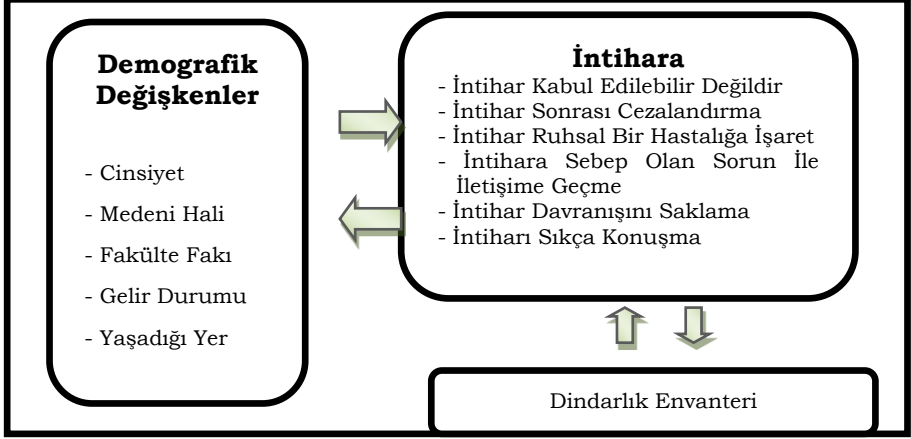 Demografik
Değişkenler
- Cinsiyet
- Medeni Hali
- Fakülte Fakı
- Gelir Durumu
- Yaşadığı Yer
İntihara
- İntihar Kabul Edilebilir Değildir
- İntihar Sonrası Cezalandırma
- İntihar Ruhsal Bir Hastalığa İşaret
- İntihara Sebep Olan Sorun İle
İletişime Geçme
- İntihar Davranışını Saklama
- İntiharı Sıkça Konuşma
Dindarlık Envanteri